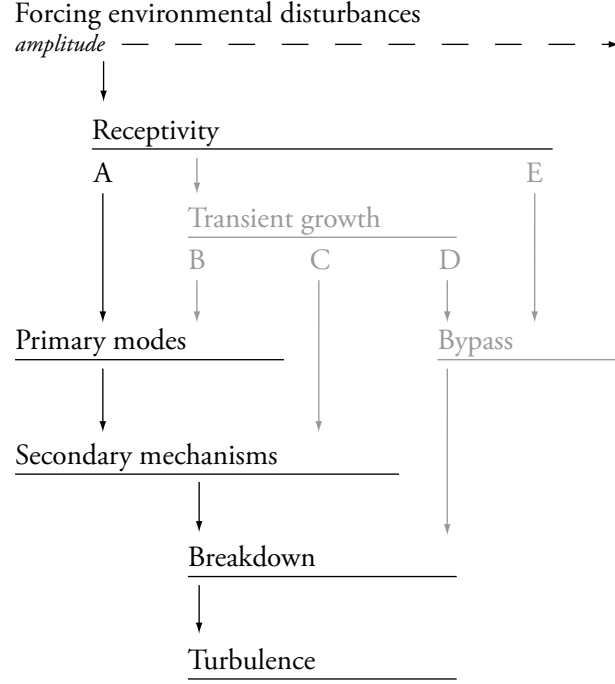 Forcing environmental disturbances
amplitude
Receptivity
A E
Transient growth
B C D
Primary modes Bypass
Secondary mechanisms
Breakdown
Turbulence